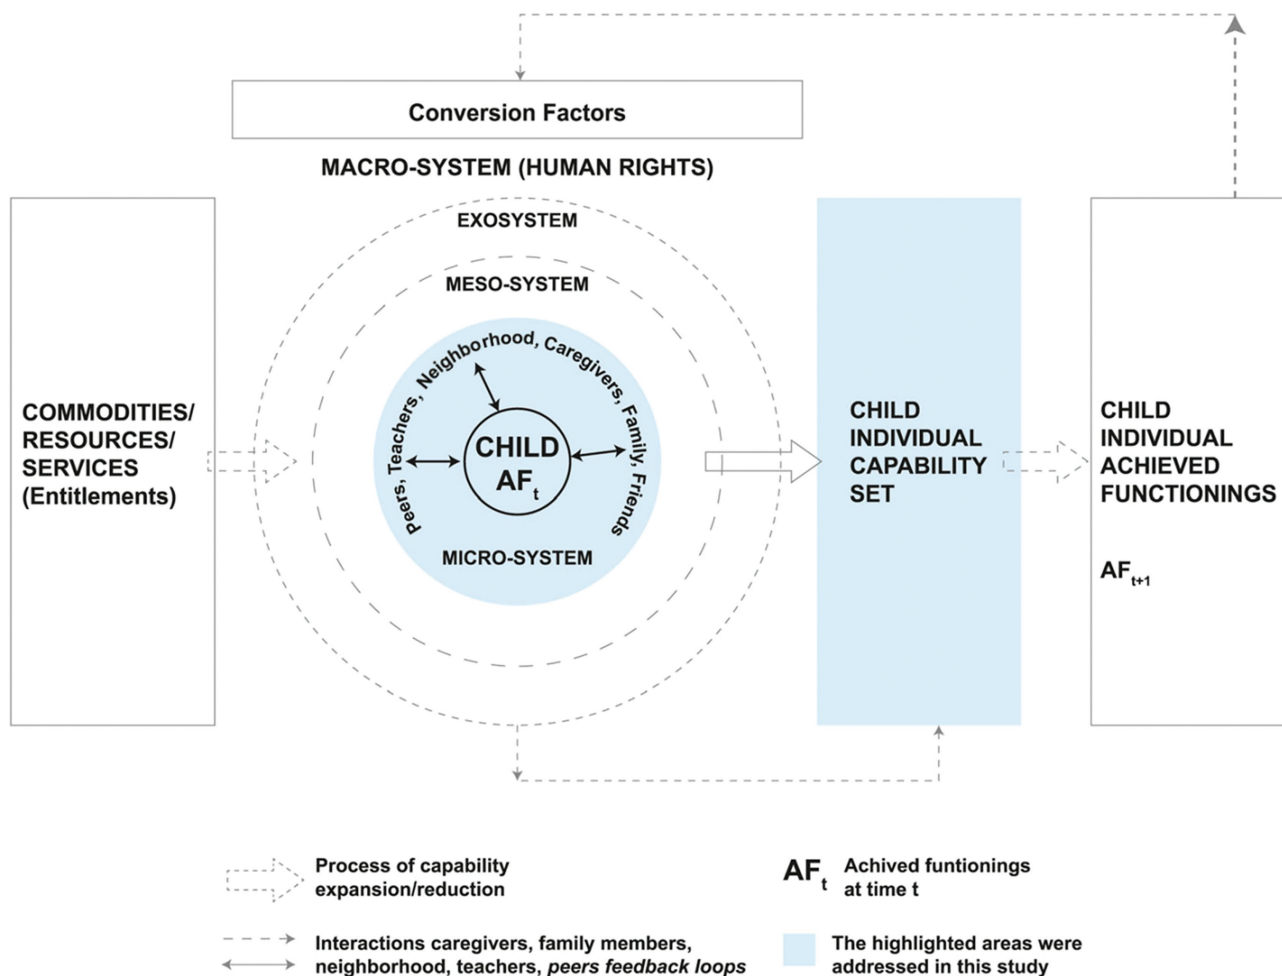 Conversion Factors
MACRO-SYSTEM (HUMAN RIGHTS)
EXOSYSTEM
MESO-SYSTEM
Peers, Teachers, Neighborhood, Caregivers, Family, Friends
CHILD
AFt
MICRO-SYSTEM
COMMODITIES/
RESOURCES/
SERVICES
(Entitlements)
CHILD
INDIVIDUAL
CAPABILITY
SET
CHILD
INDIVIDUAL
ACHIEVED
FUNCTIONINGS
AFt+1
Process of capability
expansion/reduction
Interactions caregivers, family members,
neighborhood, teachers, peers feedback loops
AFt Achived funtionings
at time t
The highlighted areas were
addressed in this study